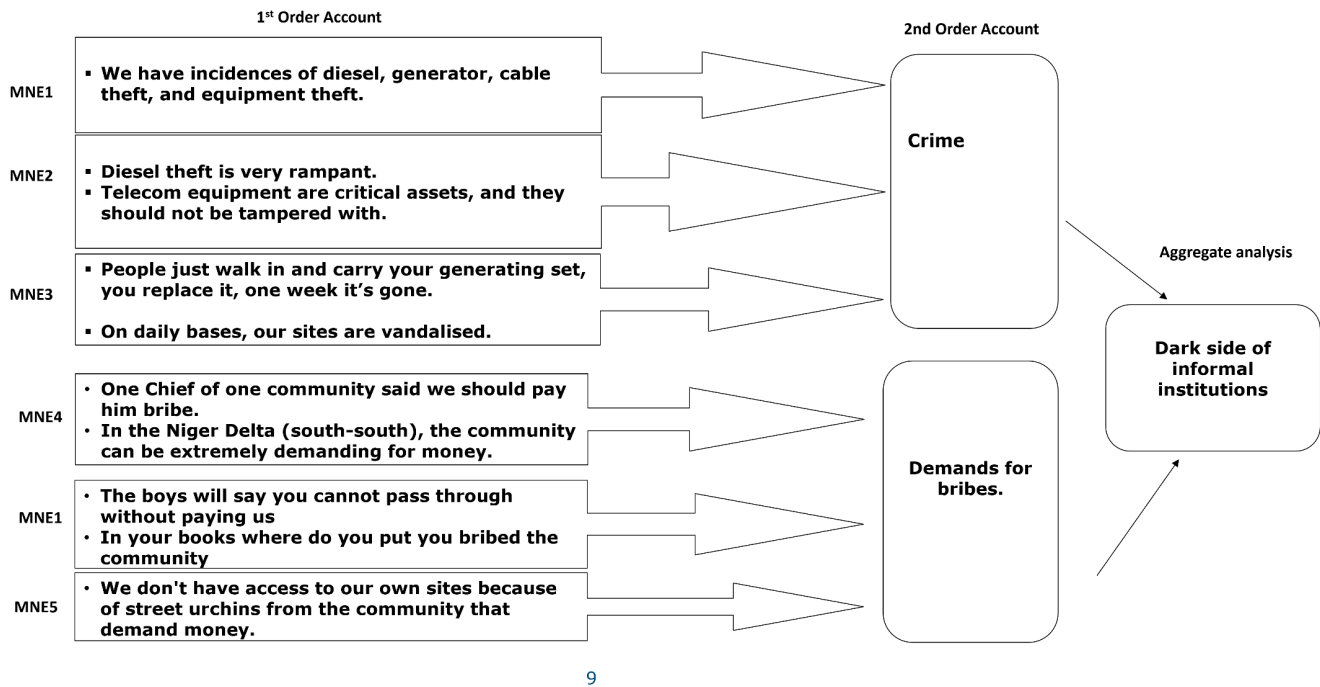 1st Order Account
2nd Order Account
MNE1
▪ We have incidences of diesel, generator, cable
theft, and equipment theft.
MNE2
▪ Diesel theft is very rampant.
▪ Telecom equipment are critical assets, and they
should not be tampered with.
MNE3
▪ People just walk in and carry your generating set,
you replace it, one week it’s gone.
▪ On daily bases, our sites are vandalised.
Crime
MNE4
• One Chief of one community said we should pay
him bribe.
• In the Niger Delta (south-south), the community
can be extremely demanding for money.
MNE1
• The boys will say you cannot pass through
without paying us
• In your books where do you put you bribed the
community
MNE5
• We don't have access to our own sites because
of street urchins from the community that
demand money.
Demands for
bribes.
Aggregate analysis
Dark side of
informal
institutions
9